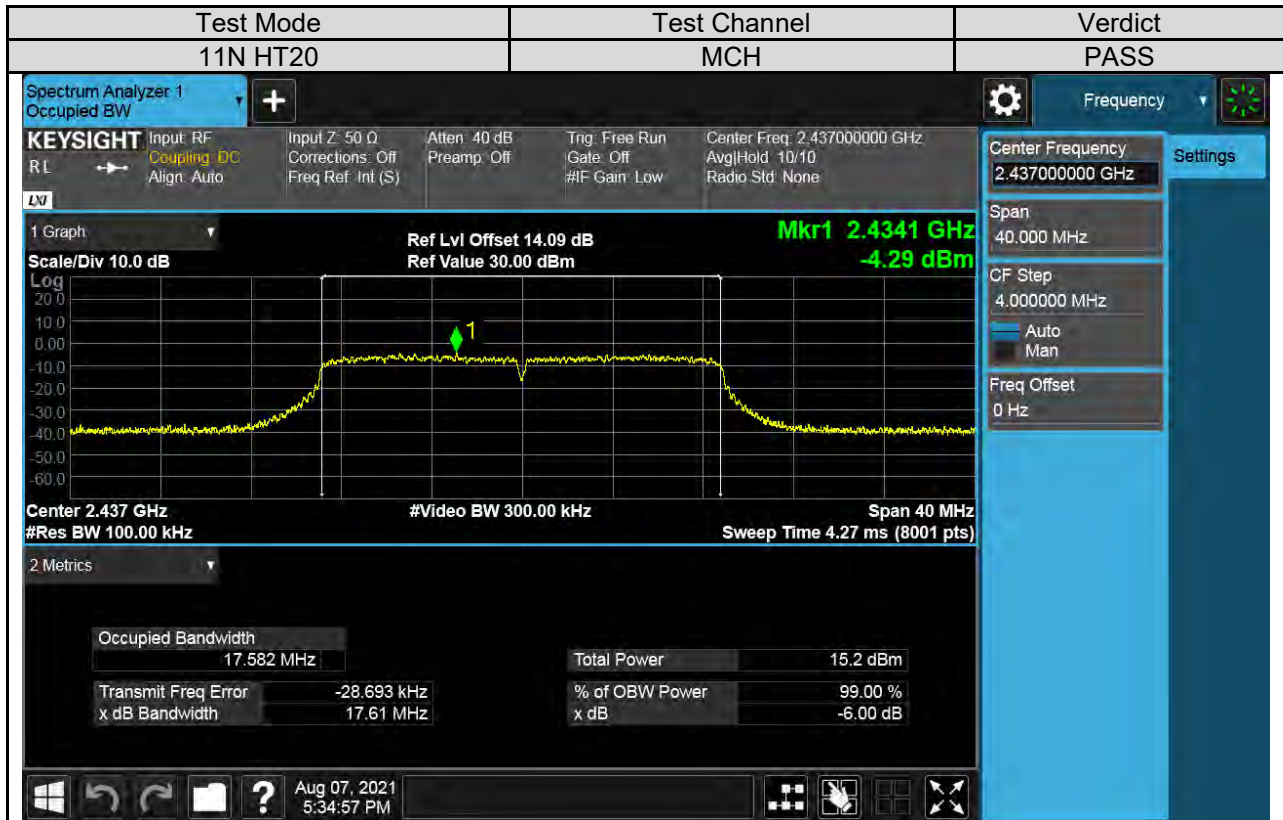 Test Mode Test Channel Verdict
11N HT20 MCH PASS
Spectrum Analyzer 1
Occupied BW
+
Frequency
KEYSIGHT
RL
LXI
Input: RF
Coupling: DC
Align: Auto
Input Z: 50 Ω
Corrections: Off
Freq Ref: Int (S)
Atten: 40 dB
Preamp: Off
Trig: Free Run
Gate: Off
#IF Gain: Low
Center Freq: 2.437000000 GHz
Avg|Hold: 10/10
Radio Std: None
Center Frequency
2.437000000 GHz
Settings
Span
40.000 MHz
CF Step
4.000000 MHz
Auto
Man
Freq Offset
0 Hz
1 Graph
Scale/Div 10.0 dB
Ref Lvl Offset 14.09 dB
Ref Value 30.00 dBm
Mkr1 2.4341 GHz
-4.29 dBm
Log
20.0
10.0
0.00
-10.0
-20.0
-30.0
-40.0
-50.0
-60.0
1
Center 2.437 GHz
#Res BW 100.00 kHz
#Video BW 300.00 kHz
Span 40 MHz
Sweep Time 4.27 ms (8001 pts)
2 Metrics
Occupied Bandwidth
17.582 MHz
Total Power 15.2 dBm
Transmit Freq Error -28.693 kHz
% of OBW Power 99.00 %
x dB Bandwidth 17.61 MHz
x dB -6.00 dB
?
Aug 07, 2021
5:34:57 PM